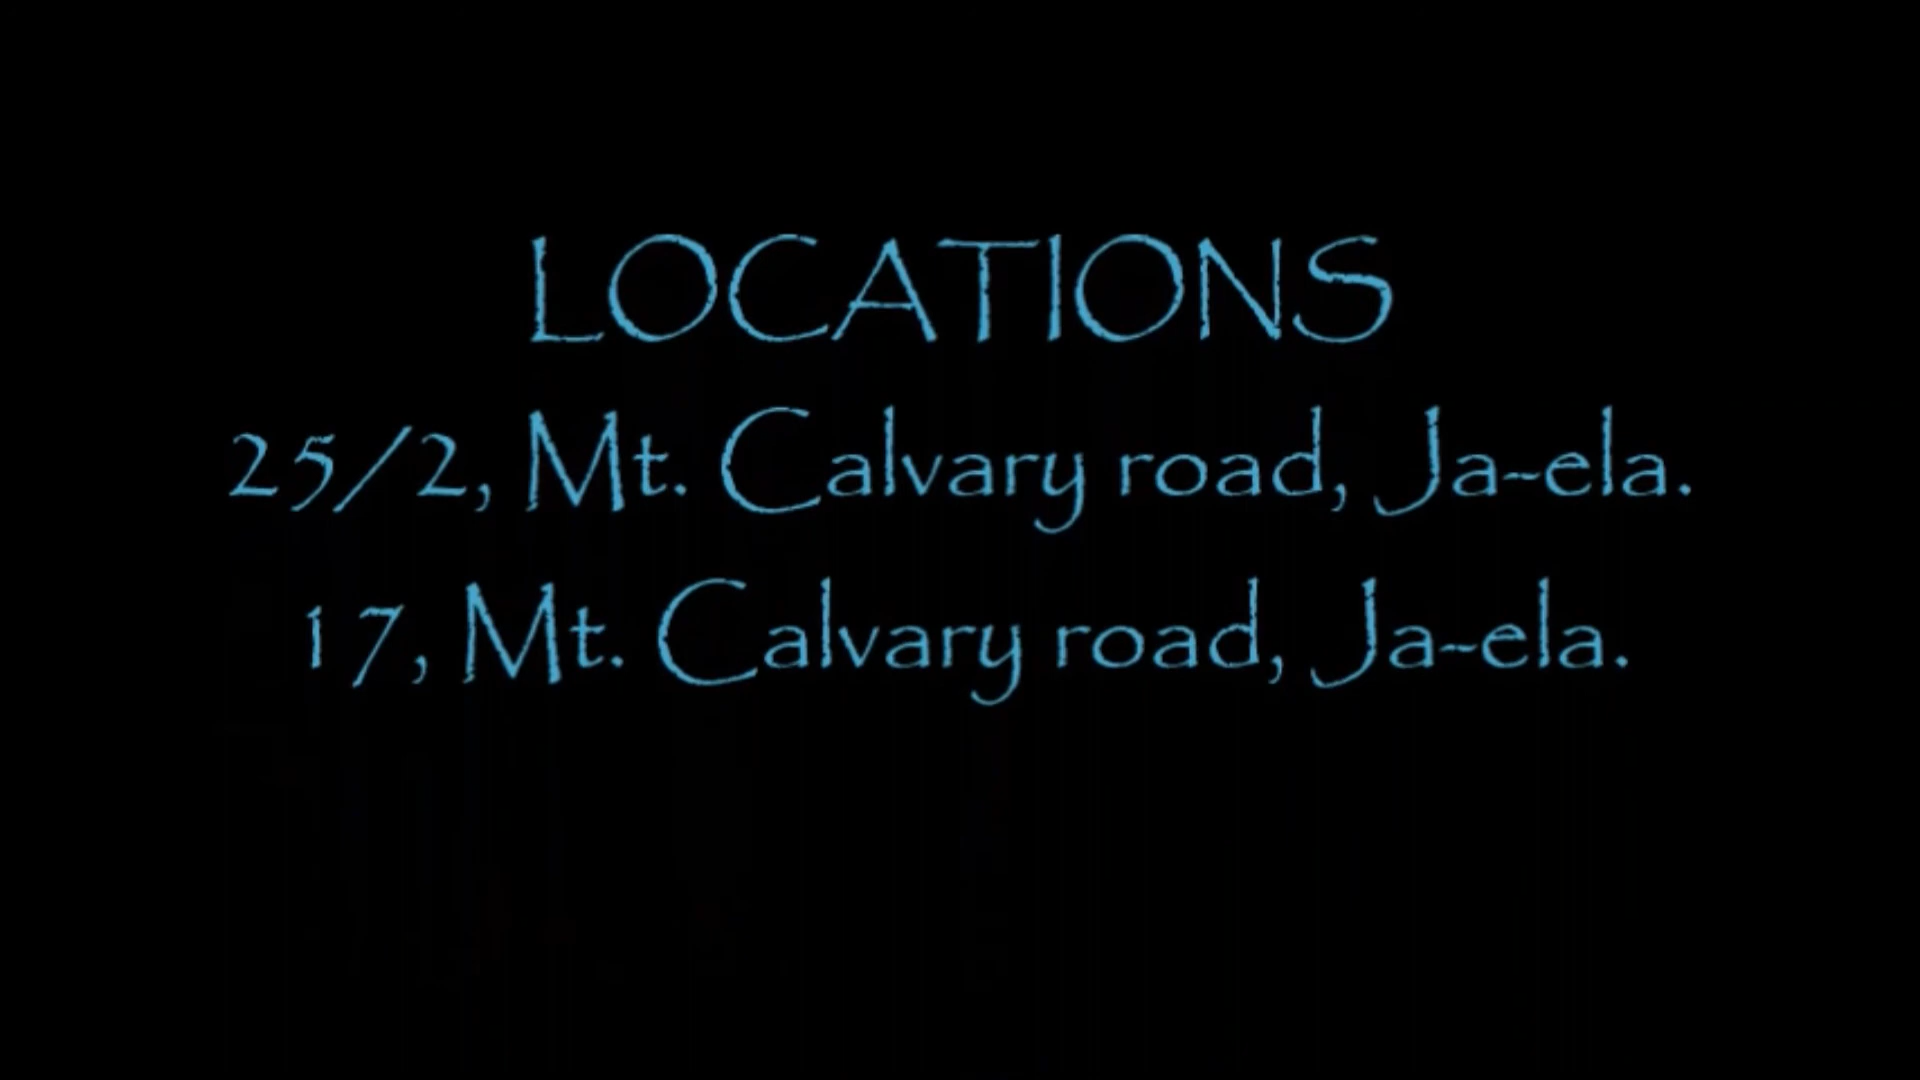 LOCATIONS
25/2, Mt. Calvary road, Ja-ela.
17, Mt. Calvary road, Ja-ela.